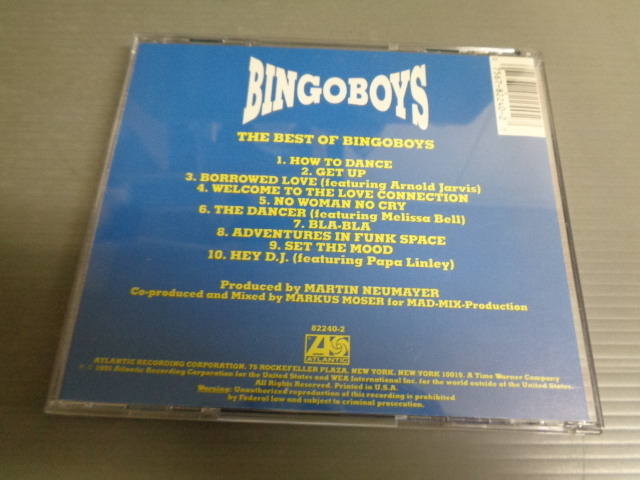 BINGOBOYS
THE BEST OF BINGOBOYS
1. HOW TO DANCE
2. GET UP
3. BORROWED LOVE (featuring Arnold Jarvis)
4. WELCOME TO THE LOVE CONNECTION
5. NO WOMAN NO CRY
6. THE DANCER (featuring Melissa Bell)
7. BLA-BLA
8. ADVENTURES IN FUNK SPACE
9. SET THE MOOD
10. HEY D.J. (featuring Papa Linley)
Produced by MARTIN NEUMAYER
Co-produced and Mixed by MARKUS MOSER for MAD-MIX-Production
82240-2
ATLANTIC
ATLANTIC RECORDING CORPORATION, 75 ROCKEFELLER PLAZA, NEW YORK, NEW YORK 10019. A Time Warner Company
Atlantic Recording Corporation for the United States and WEA International Inc. for the world outside of the United States.
All Rights Reserved. Printed in U.S.A.
Warning: Unauthorized reproduction of this recording is prohibited
by Federal law and subject to criminal prosecution.